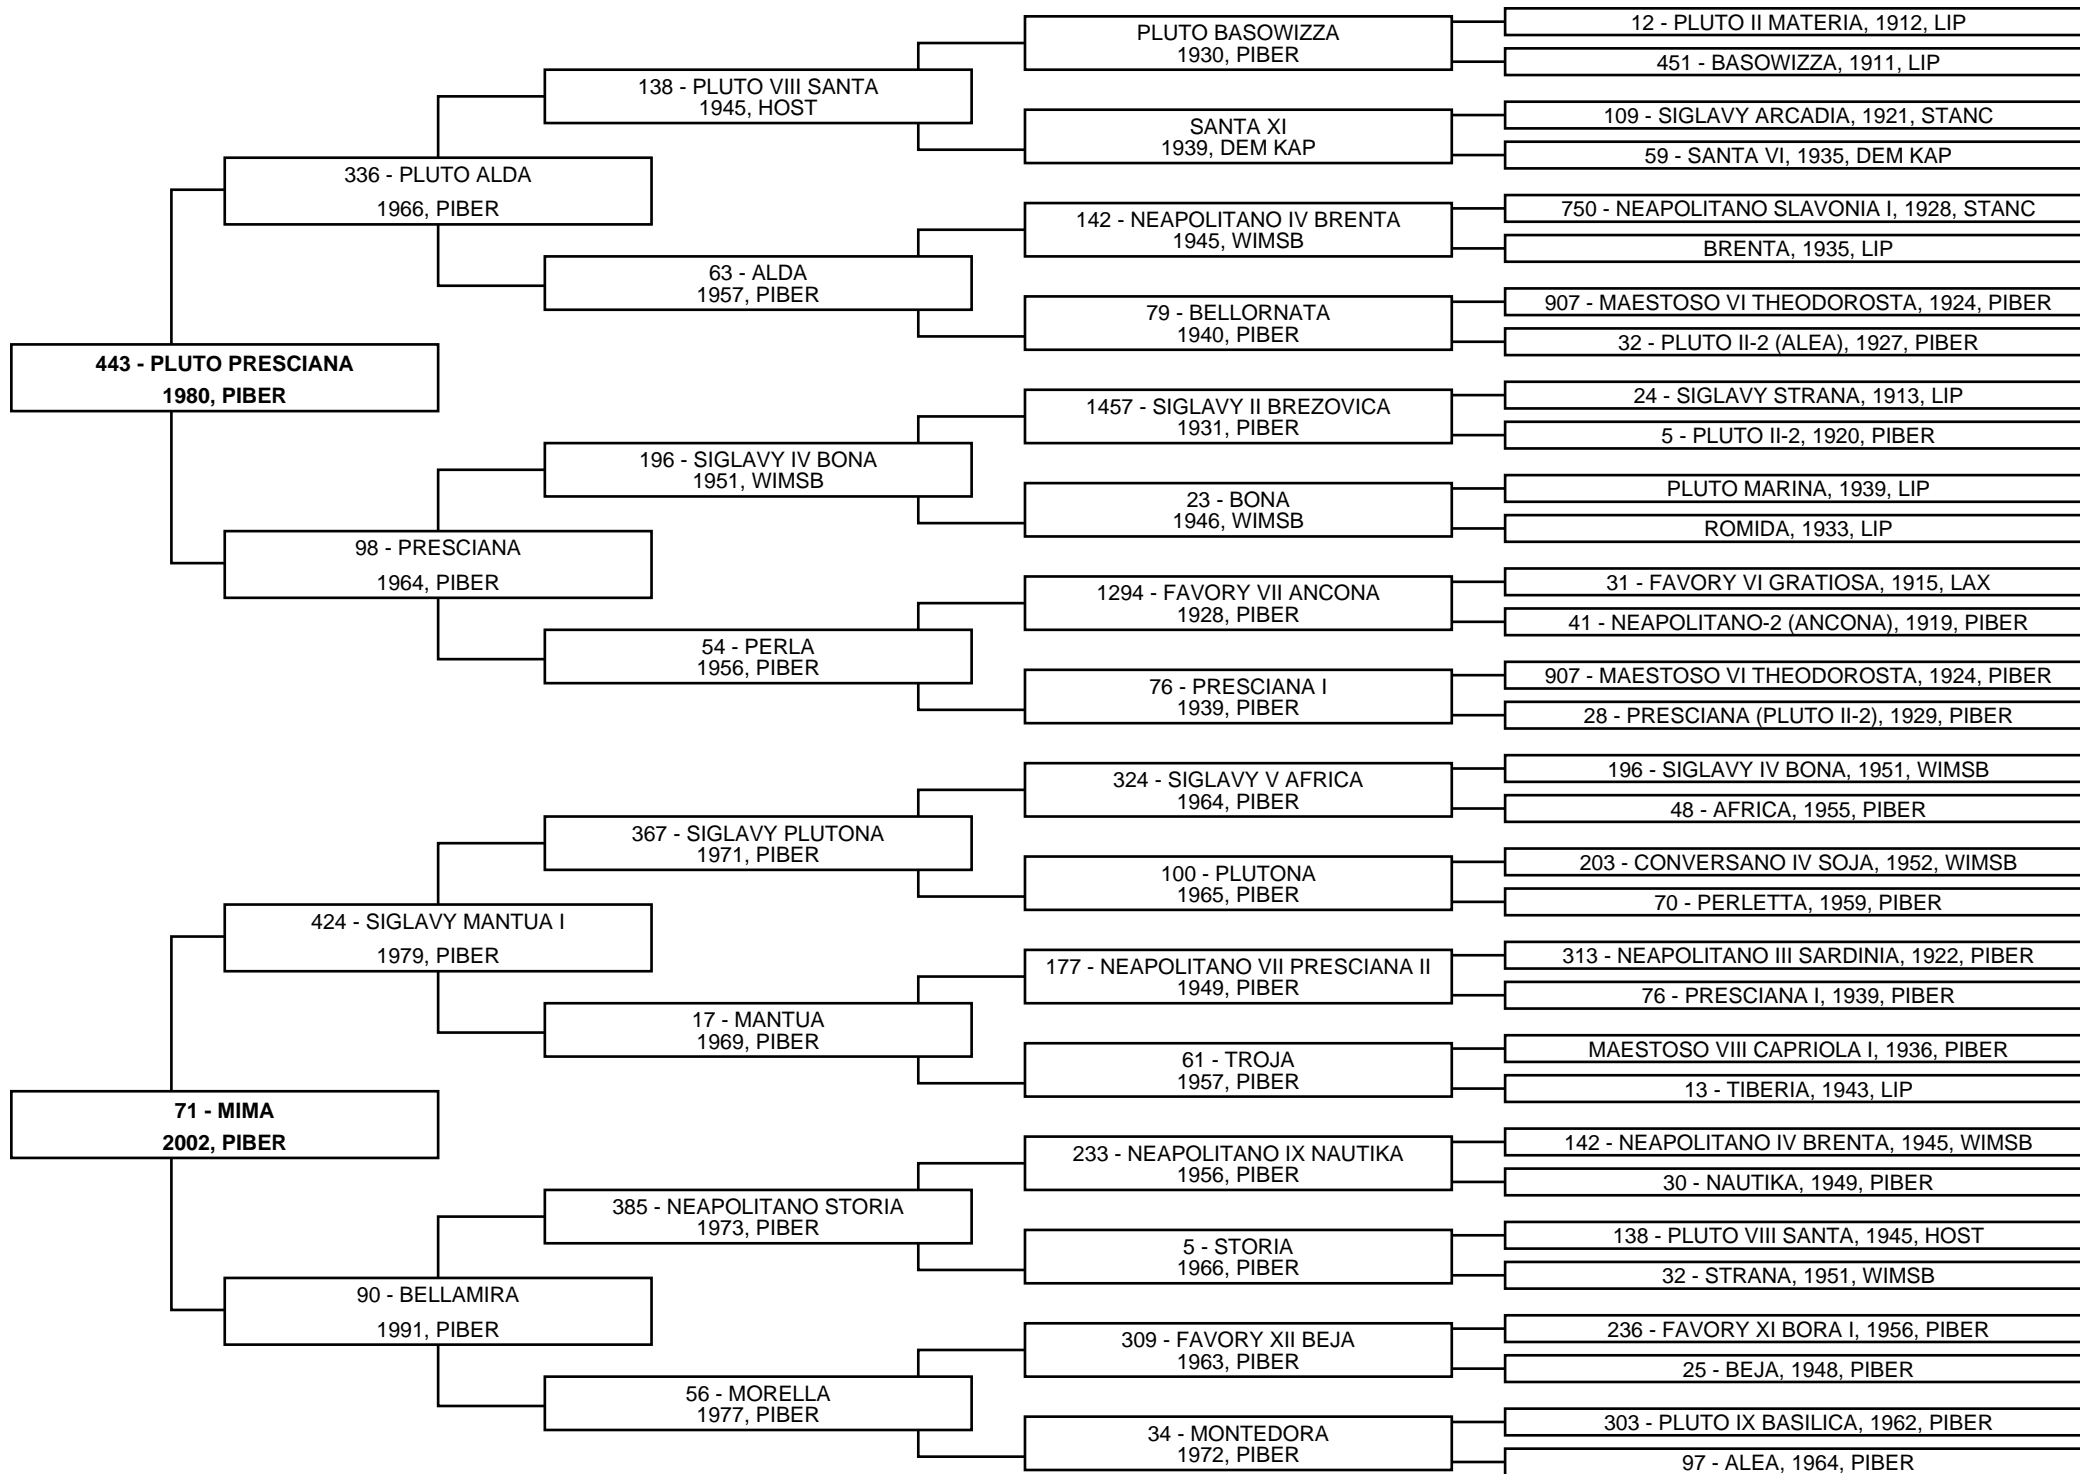 12 - PLUTO II MATERIA, 1912, LIP
PLUTO BASOWIZZA
1930, PIBER
451 - BASOWIZZA, 1911, LIP
138 - PLUTO VIII SANTA
1945, HOST
109 - SIGLAVY ARCADIA, 1921, STANC
SANTA XI
1939, DEM KAP
59 - SANTA VI, 1935, DEM KAP
336 - PLUTO ALDA
1966, PIBER
750 - NEAPOLITANO SLAVONIA I, 1928, STANC
142 - NEAPOLITANO IV BRENTA
1945, WIMSB
BRENTA, 1935, LIP
63 - ALDA
1957, PIBER
907 - MAESTOSO VI THEODOROSTA, 1924, PIBER
79 - BELLORNATA
1940, PIBER
32 - PLUTO II-2 (ALEA), 1927, PIBER
443 - PLUTO PRESCIANA
1980, PIBER
24 - SIGLAVY STRANA, 1913, LIP
1457 - SIGLAVY II BREZOVICA
1931, PIBER
5 - PLUTO II-2, 1920, PIBER
196 - SIGLAVY IV BONA
1951, WIMSB
PLUTO MARINA, 1939, LIP
23 - BONA
1946, WIMSB
ROMIDA, 1933, LIP
98 - PRESCIANA
1964, PIBER
31 - FAVORY VI GRATIOSA, 1915, LAX
1294 - FAVORY VII ANCONA
1928, PIBER
41 - NEAPOLITANO-2 (ANCONA), 1919, PIBER
54 - PERLA
1956, PIBER
907 - MAESTOSO VI THEODOROSTA, 1924, PIBER
76 - PRESCIANA I
1939, PIBER
28 - PRESCIANA (PLUTO II-2), 1929, PIBER
196 - SIGLAVY IV BONA, 1951, WIMSB
324 - SIGLAVY V AFRICA
1964, PIBER
48 - AFRICA, 1955, PIBER
367 - SIGLAVY PLUTONA
1971, PIBER
203 - CONVERSANO IV SOJA, 1952, WIMSB
100 - PLUTONA
1965, PIBER
70 - PERLETTA, 1959, PIBER
424 - SIGLAVY MANTUA I
1979, PIBER
313 - NEAPOLITANO III SARDINIA, 1922, PIBER
177 - NEAPOLITANO VII PRESCIANA II
1949, PIBER
76 - PRESCIANA I, 1939, PIBER
17 - MANTUA
1969, PIBER
MAESTOSO VIII CAPRIOLA I, 1936, PIBER
61 - TROJA
1957, PIBER
13 - TIBERIA, 1943, LIP
71 - MIMA
2002, PIBER
142 - NEAPOLITANO IV BRENTA, 1945, WIMSB
233 - NEAPOLITANO IX NAUTIKA
1956, PIBER
30 - NAUTIKA, 1949, PIBER
385 - NEAPOLITANO STORIA
1973, PIBER
138 - PLUTO VIII SANTA, 1945, HOST
5 - STORIA
1966, PIBER
32 - STRANA, 1951, WIMSB
90 - BELLAMIRA
1991, PIBER
236 - FAVORY XI BORA I, 1956, PIBER
309 - FAVORY XII BEJA
1963, PIBER
25 - BEJA, 1948, PIBER
56 - MORELLA
1977, PIBER
303 - PLUTO IX BASILICA, 1962, PIBER
34 - MONTEDORA
1972, PIBER
97 - ALEA, 1964, PIBER